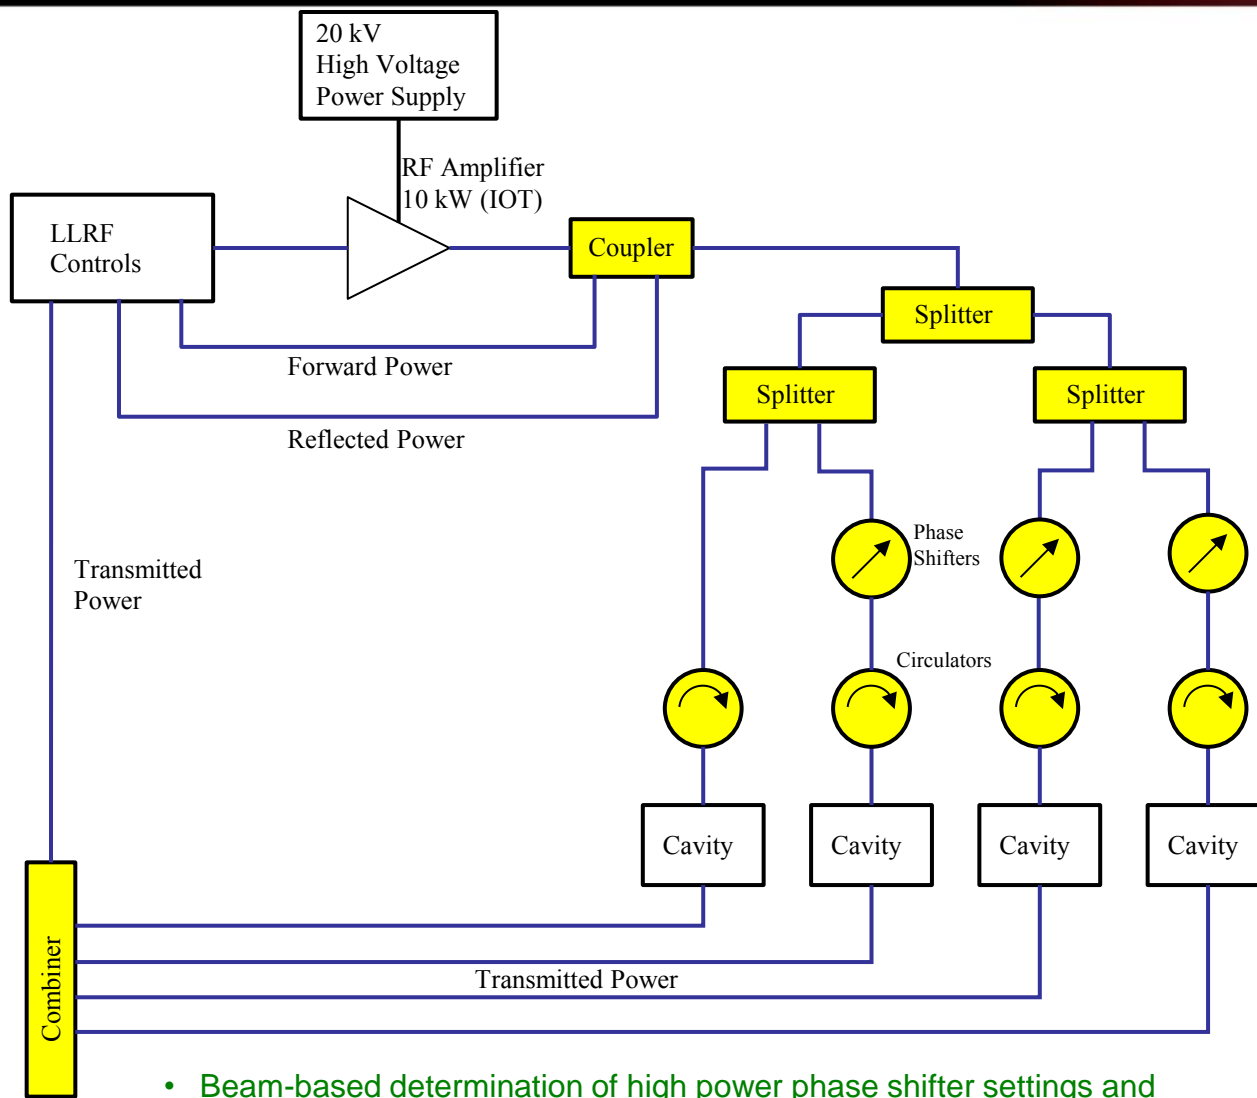 20 kV
High Voltage
Power Supply
RF Amplifier
10 kW (IOT)
LLRF
Controls
Coupler
Splitter
Forward Power
Splitter
Splitter
Reflected Power
Phase
Shifters
Transmitted
Power
Circulators
Cavity
Cavity
Cavity
Cavity
Combiner
Transmitted Power
• Beam-based determination of high power phase shifter settings and